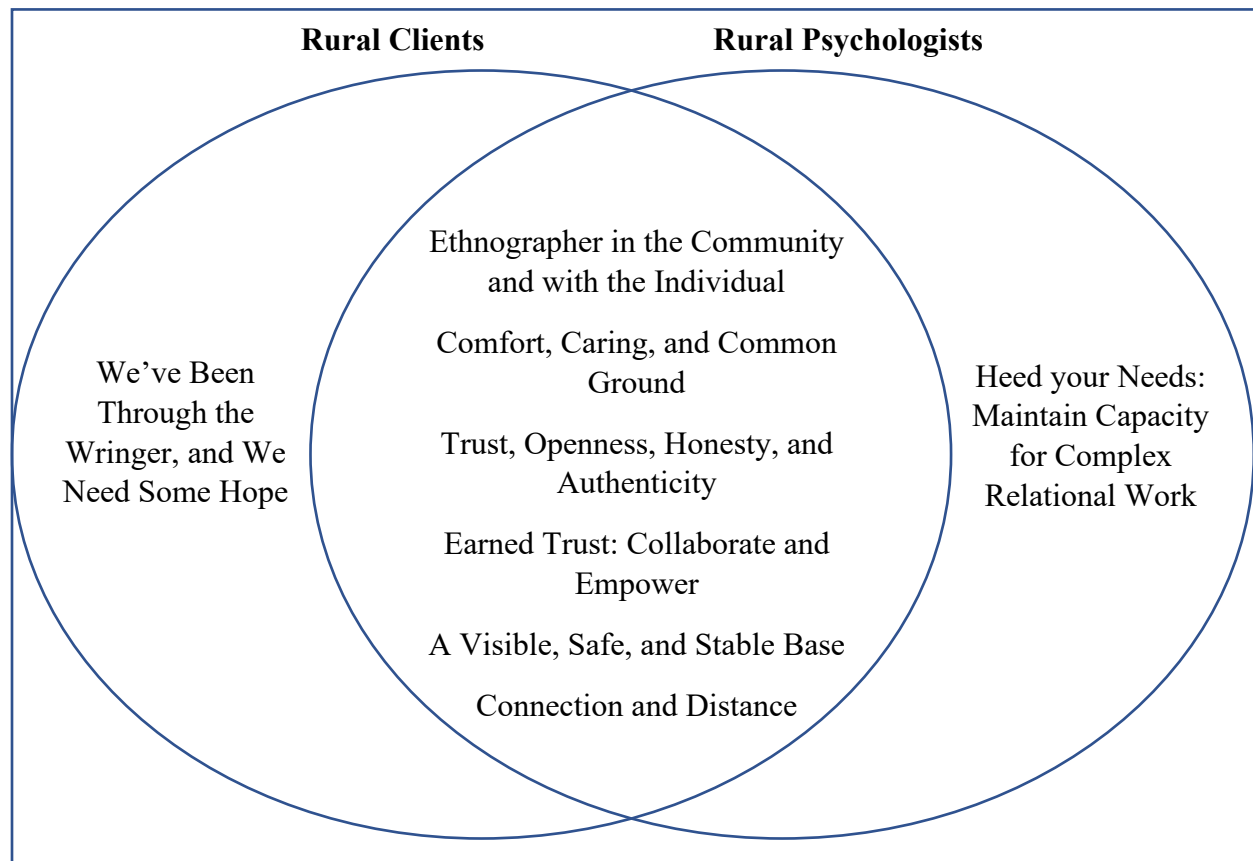 Rural Clients
Rural Psychologists
Ethnographer in the Community
and with the Individual
Comfort, Caring, and Common
Ground
Trust, Openness, Honesty, and
Authenticity
Earned Trust: Collaborate and
Empower
A Visible, Safe, and Stable Base
Connection and Distance
We’ve Been
Through the
Wringer, and We
Need Some Hope
Heed your Needs:
Maintain Capacity
for Complex
Relational Work